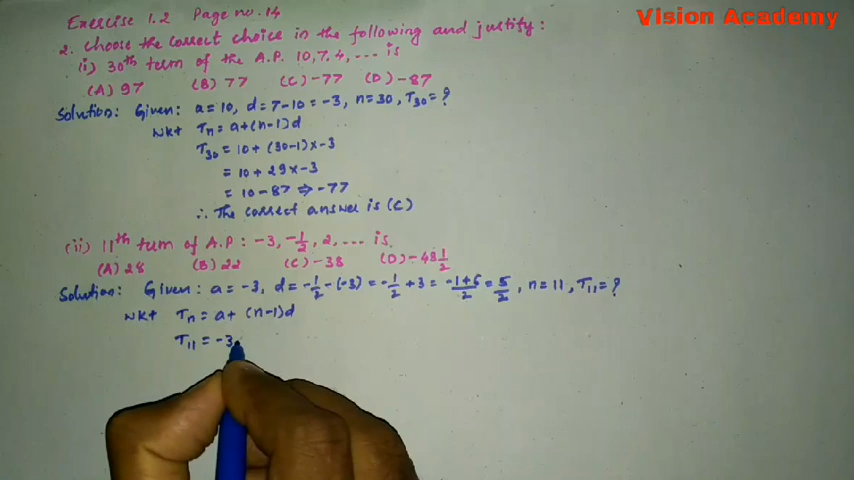 Exercise 1.2 Page no. 14
Vision Academy
2. Choose the correct choice in the following and justify:
(i) 30th term of the A.P. 10, 7, 4, ... is
(A) 97 (B) 77 (C) -77 (D) -87
Solution: Given: a = 10, d = 7-10 = -3, n = 30, T30 = ?
WKT Tn = a+(n-1)d
T30 = 10 + (30-1)x-3
= 10 + 29x-3
= 10 - 87 ⇒ -77
∴ The correct answer is (C)
(ii) 11th term of A.P: -3, -1/2, 2, ... is
(A) 28 (B) 22 (C) -38 (D) -48 1/2
Solution: Given: a = -3, d = -1/2 - (-3) = -1/2 + 3 = -1+6/2 = 5/2, n = 11, T11 = ?
WKT Tn = a + (n-1)d
T11 = -3